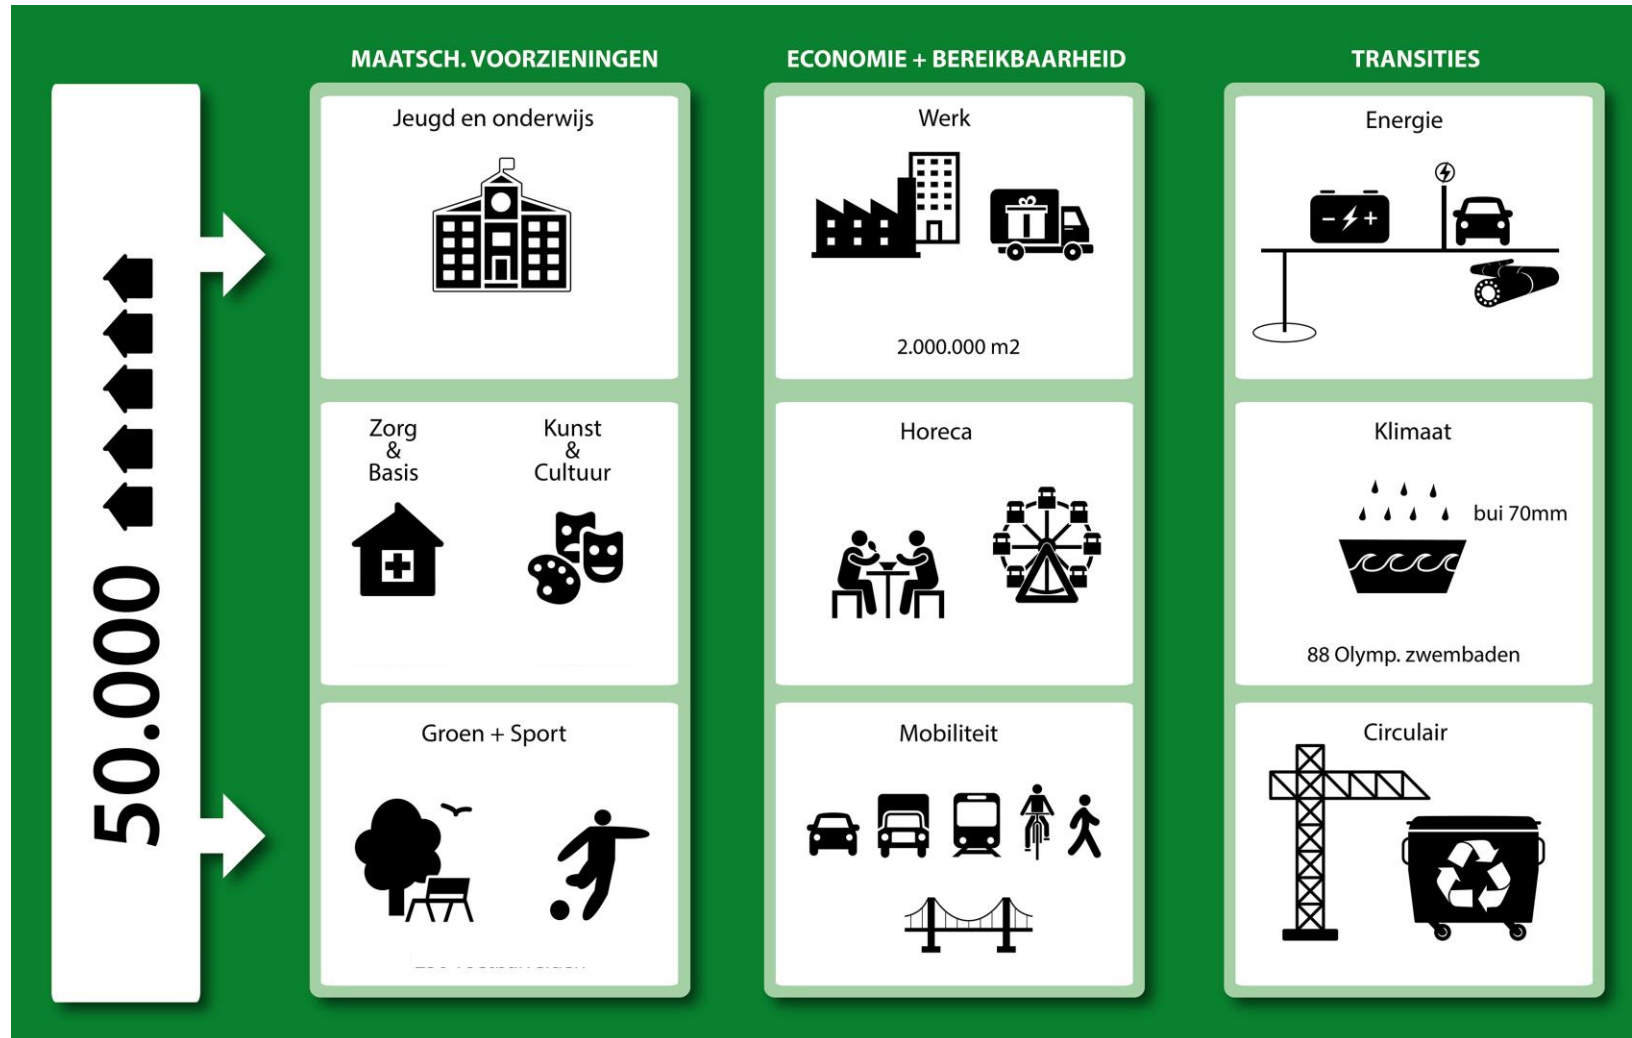 50.000
MAATSCH. VOORZIENINGEN
Jeugd en onderwijs
Zorg
&
Basis
Kunst
&
Cultuur
Groen + Sport
ECONOMIE + BEREIKBAARHEID
Werk
2.000.000 m2
Horeca
Mobiliteit
TRANSITIES
Energie
- +
Klimaat
bui 70mm
88 Olymp. zwembaden
Circulair